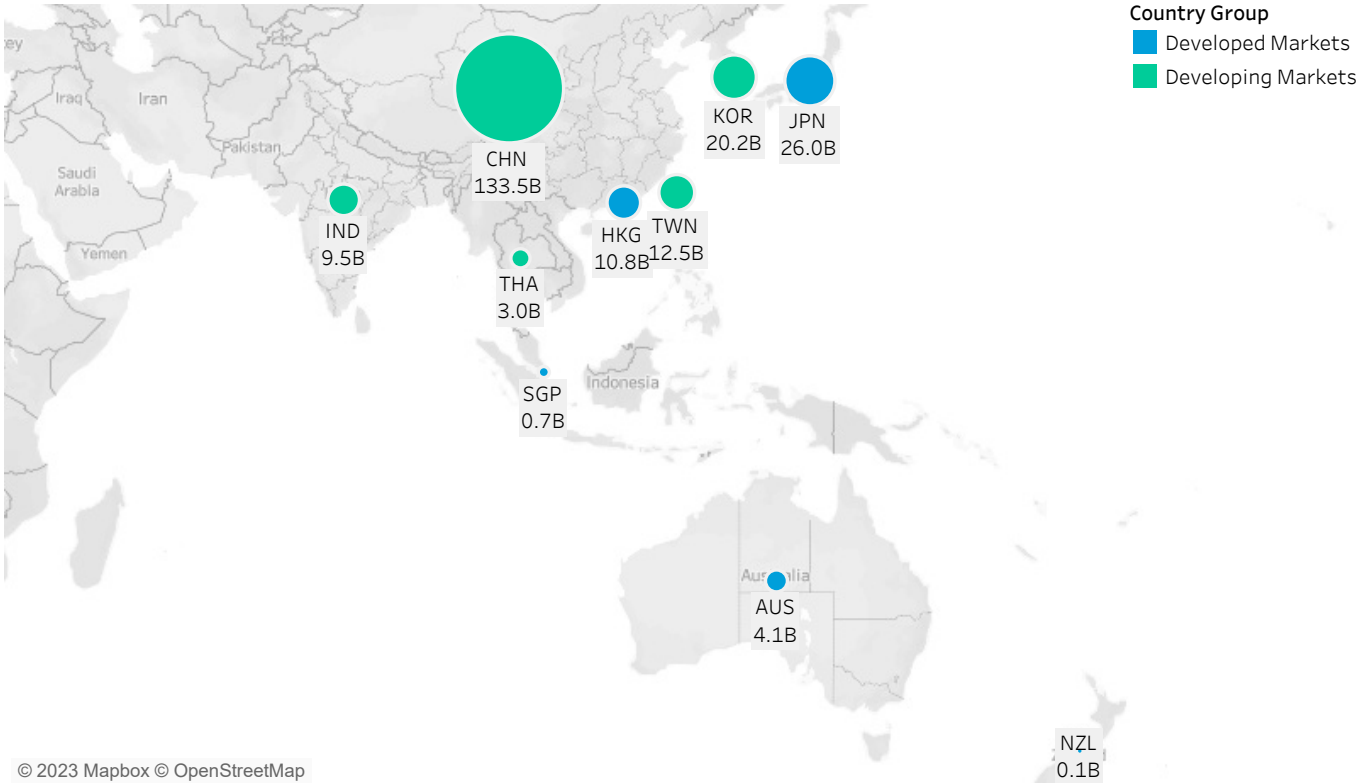 Country Group
Developed Markets
Developing Markets
Iraq
Iran
Pakistan
Saudi
Arabia
Yemen
CHN
133.5B
KOR
20.2B
JPN
26.0B
IND
9.5B
HKG
10.8B
TWN
12.5B
THA
3.0B
SGP
0.7B
Indonesia
Australia
AUS
4.1B
NZL
0.1B
© 2023 Mapbox © OpenStreetMap